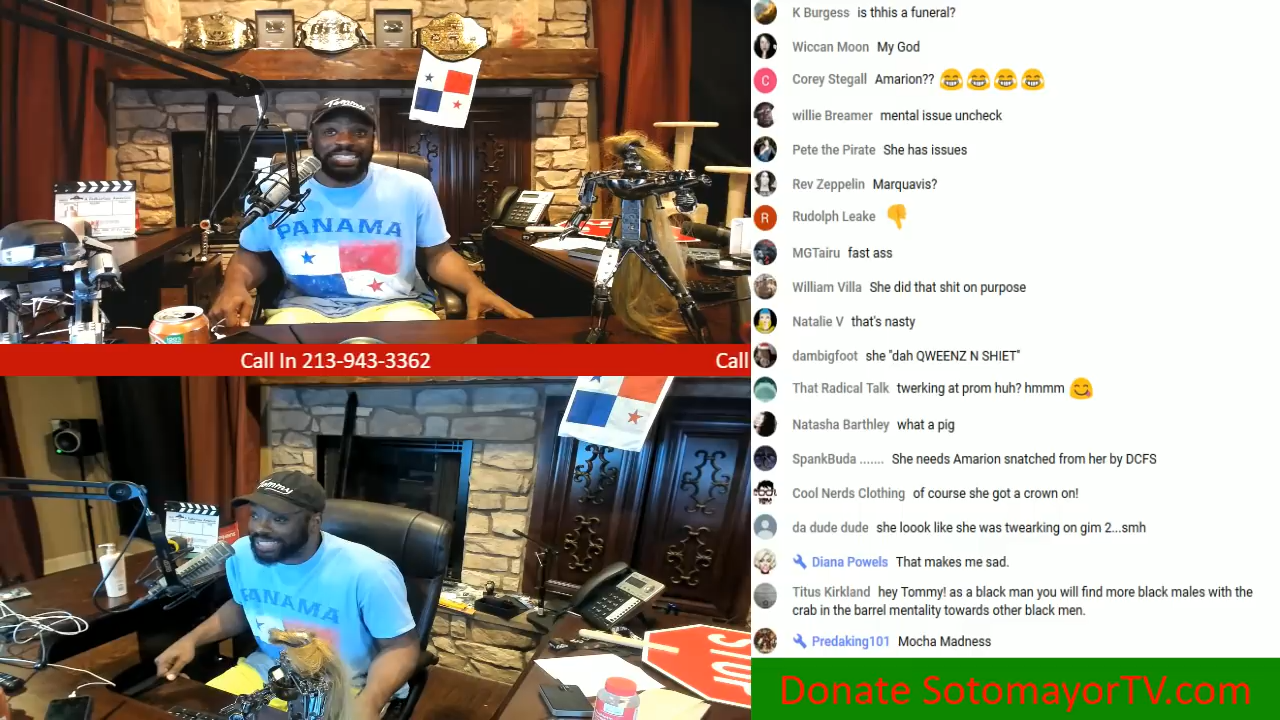 Tommy
PANAMA
Call In 213-943-3362
Call
Tommy
PANAMA
STOP
K Burgess is thhis a funeral?
Wiccan Moon My God
C
Corey Stegall Amarion?? 😂😂😂😂
willie Breamer mental issue uncheck
Pete the Pirate She has issues
Rev Zeppelin Marquavis?
R
Rudolph Leake 👎
MGTairu fast ass
William Villa She did that shit on purpose
Natalie V that's nasty
dambigfoot she "dah QWEENZ N SHIET"
That Radical Talk twerking at prom huh? hmmm 😋
Natasha Barthley what a pig
SpankBuda ....... She needs Amarion snatched from her by DCFS
Cool Nerds Clothing of course she got a crown on!
da dude dude she loook like she was twearking on gim 2...smh
Diana Powels That makes me sad.
Titus Kirkland hey Tommy! as a black man you will find more black males with the
crab in the barrel mentality towards other black men.
Predaking101 Mocha Madness
Donate SotomayorTV.com